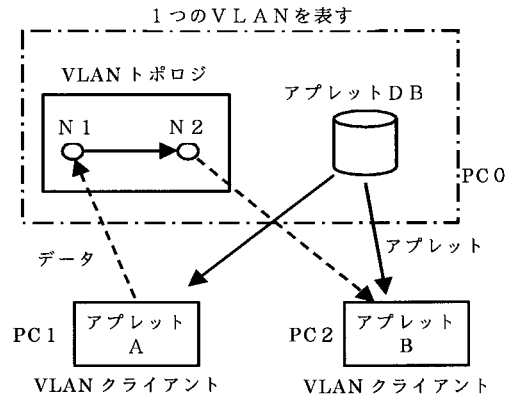 1つのVLANを表す
VLANトポロジ
アプレットDB
N1
N2
PC0
データ
アプレット
PC1
アプレット
A
PC2
アプレット
B
VLANクライアント
VLANクライアント